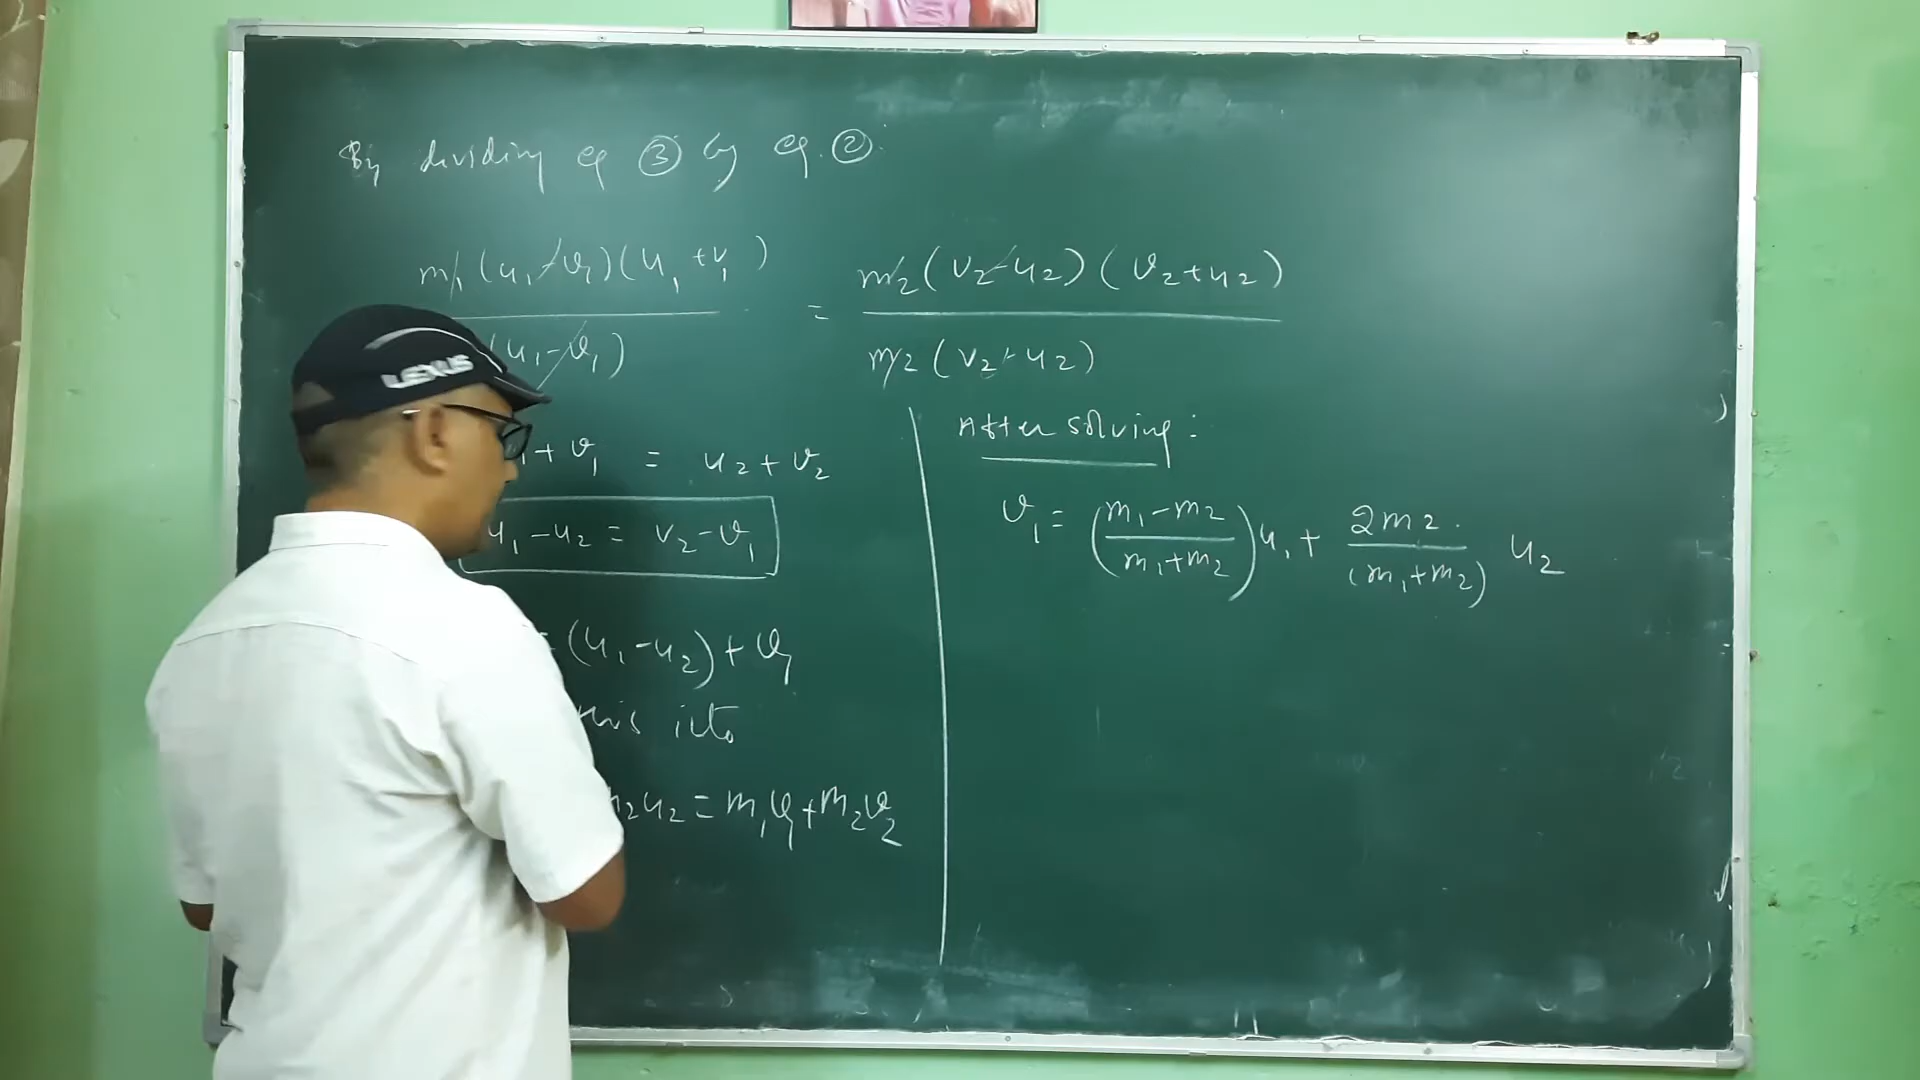 By dividing eq ③ by eq. ②
m₁(u₁-v₁)(u₁+v₁) = m₂(v₂-u₂)(v₂+u₂)
(u₁-v₁) m₂(v₂-u₂)
+ v₁ = u₂+v₂
u₁-u₂ = v₂-v₁
= (u₁-u₂)+v₁
this into
m₂u₂ = m₁v₁+m₂v₂
After solving:
v₁ = ((m₁-m₂)/(m₁+m₂))u₁ + 2m₂/(m₁+m₂) u₂
LEXUS